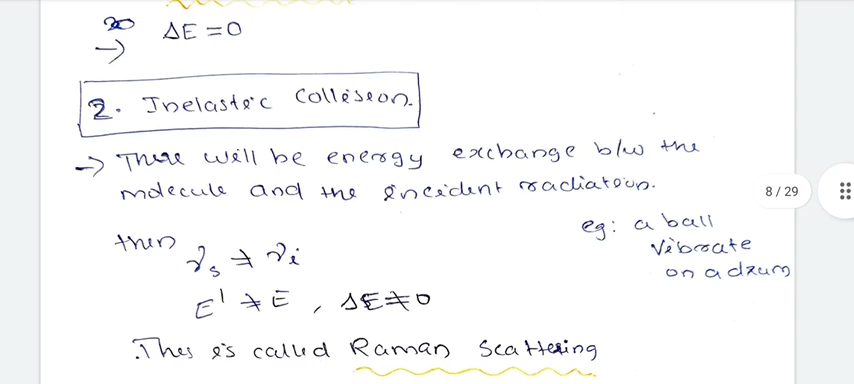 → ΔE = 0
2. Inelastic Collision.
→ There will be energy exchange b/w the
molecule and the incident radiation.
eg: a ball
vibrate
on a drum
then
νs ≠ νi
E' ≠ E , ΔE ≠ 0
This is called Raman Scattering
8 / 29